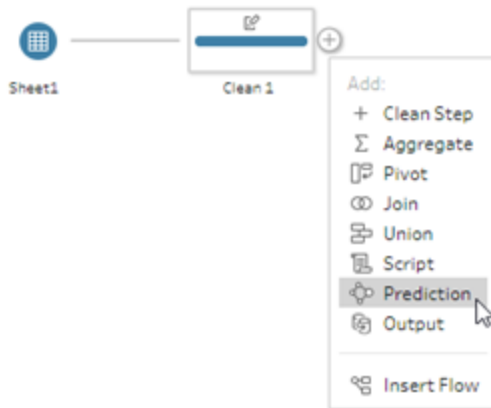 Sheet1
Clean 1
Add:
Clean Step
Aggregate
Pivot
Join
Union
Script
Prediction
Output
Insert Flow